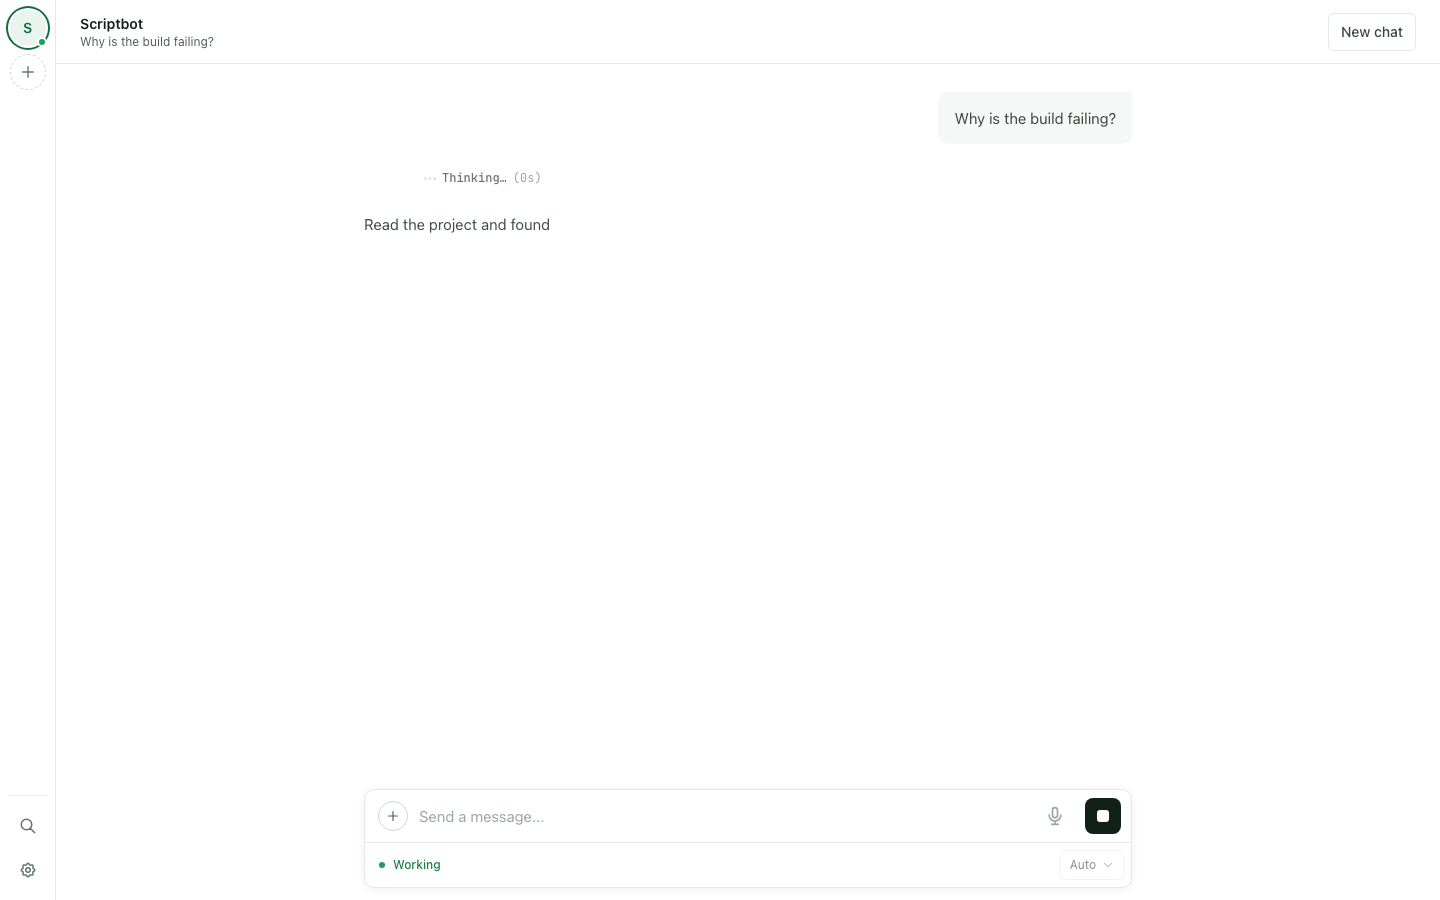 S
Scriptbot
Why is the build failing?
New chat
Why is the build failing?
Thinking… (0s)
Read the project and found
Send a message...
Working
Auto